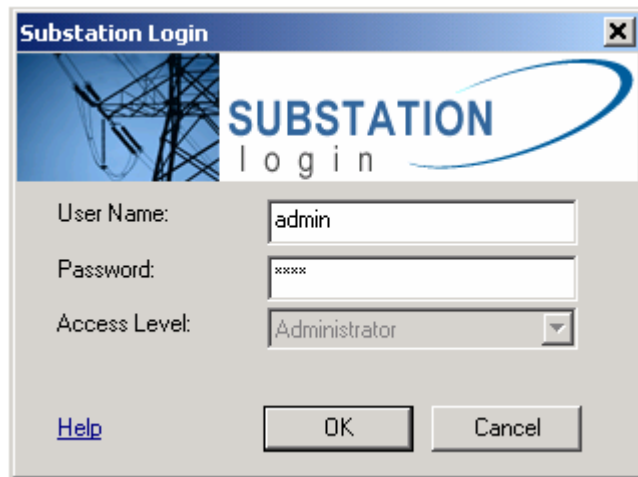 Substation Login
SUBSTATION
login
User Name:
admin
Password:
****
Access Level:
Administrator
Help
OK
Cancel